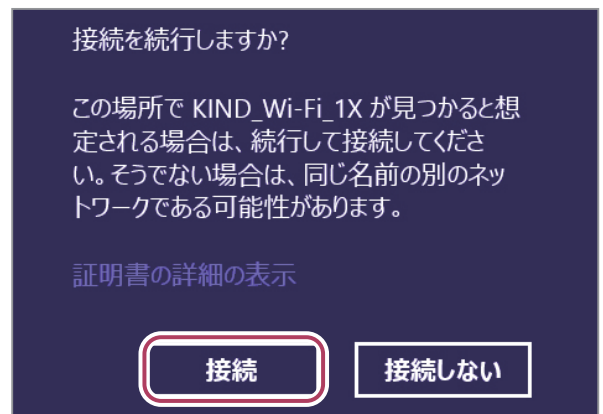 接続を続行しますか?
この場所で KIND_Wi-Fi_1X が見つかると想
定される場合は、続行して接続してくださ
い。そうでない場合は、同じ名前の別のネッ
トワークである可能性があります。
証明書の詳細の表示
接続 接続しない